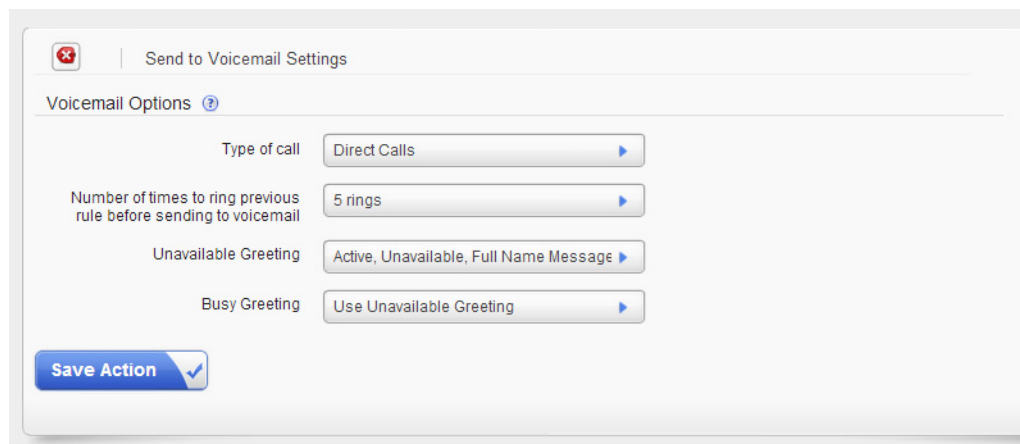 Send to Voicemail Settings
Voicemail Options ?
Type of call
Direct Calls
Number of times to ring previous
rule before sending to voicemail
5 rings
Unavailable Greeting
Active, Unavailable, Full Name Message
Busy Greeting
Use Unavailable Greeting
Save Action